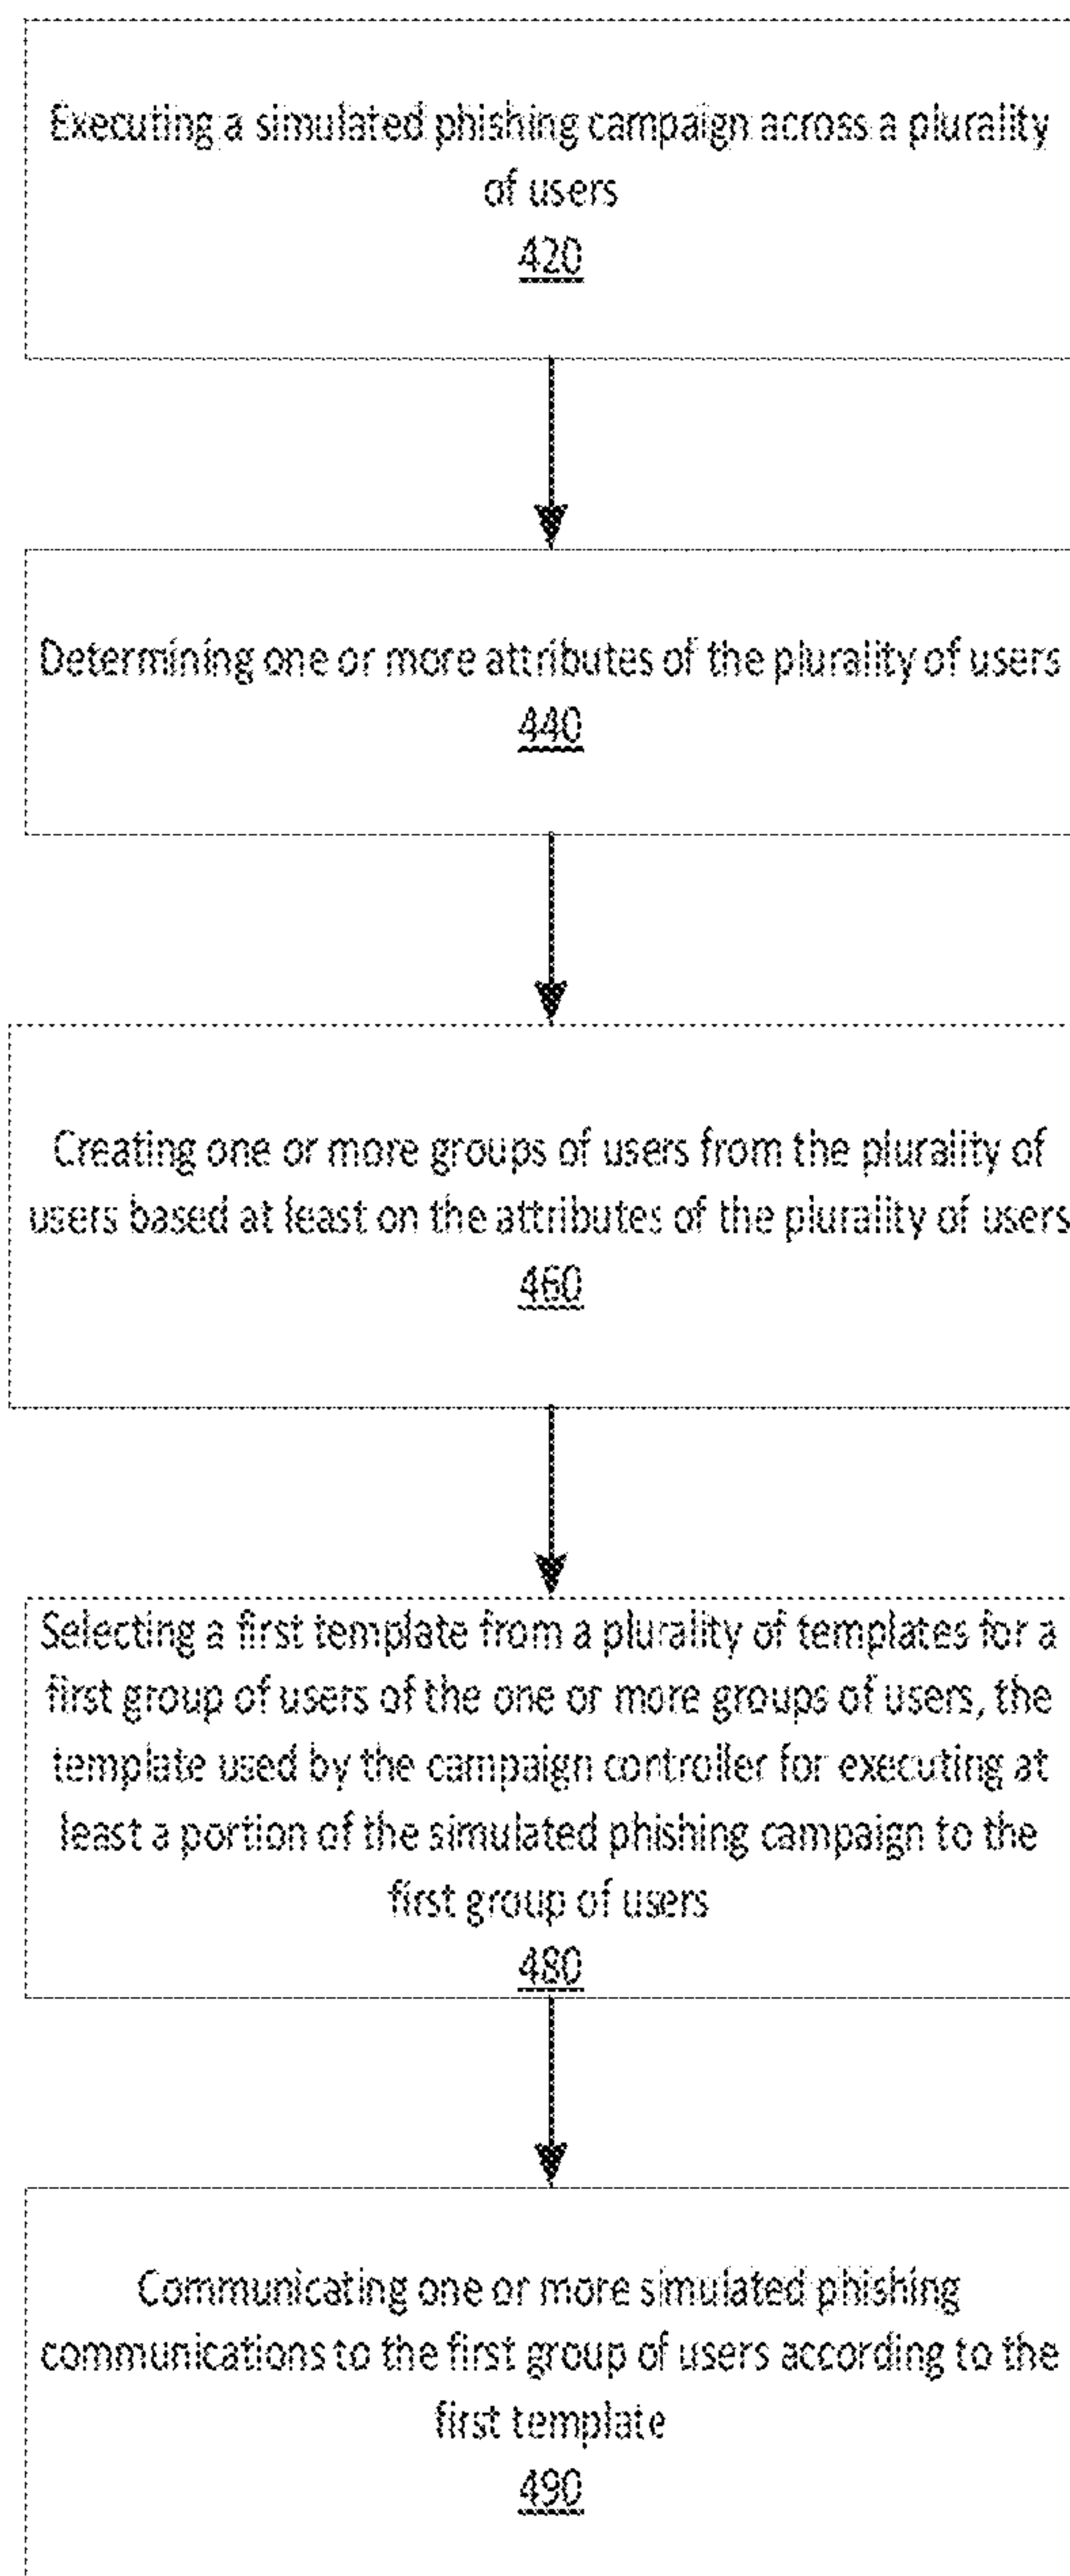 Executing a simulated phishing campaign across a plurality
of users
420
Determining one or more attributes of the plurality of users
440
Creating one or more groups of users from the plurality of
users based at least on the attributes of the plurality of users
460
Selecting a first template from a plurality of templates for a
first group of users of the one or more groups of users, the
template used by the campaign controller for executing at
least a portion of the simulated phishing campaign to the
first group of users
480
Communicating one or more simulated phishing
communications to the first group of users according to the
first template
490